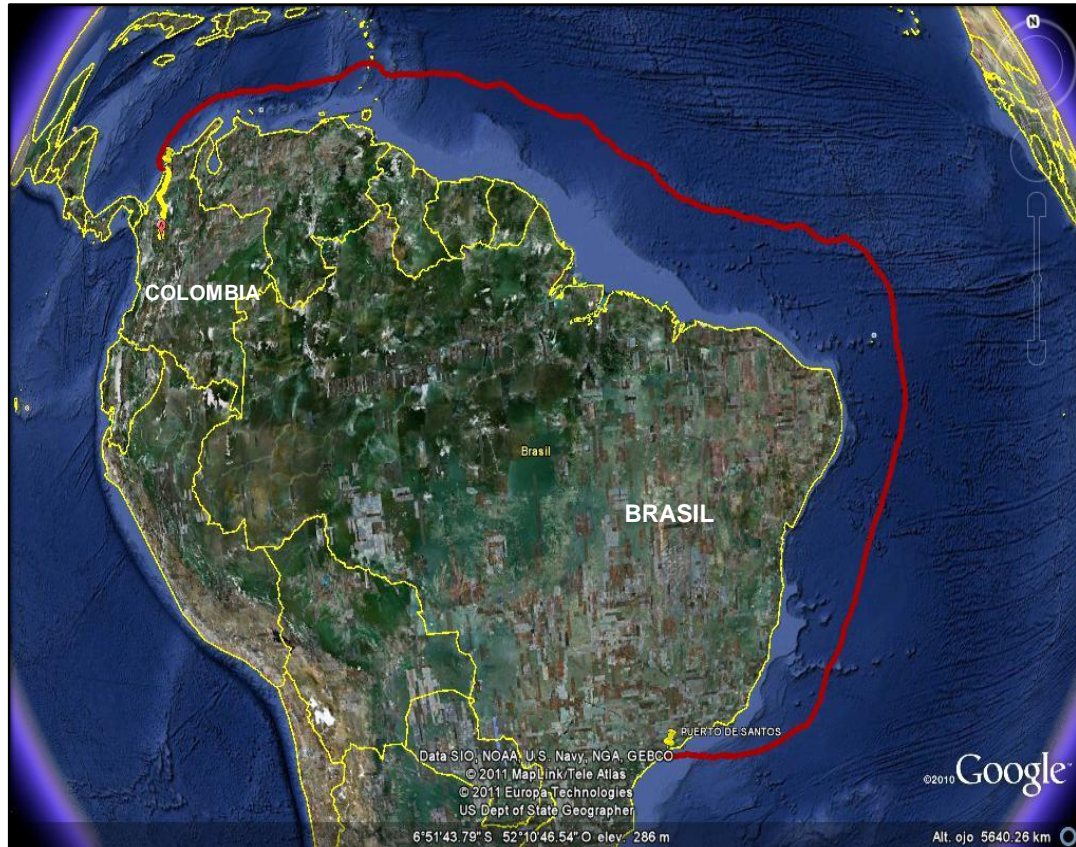 N
COLOMBIA
Brasil
BRASIL
PUERTO DE SANTOS
Data SIO, NOAA, U.S. Navy, NGA, GEBCO
© 2011 MapLink/Tele Atlas
© 2011 Europa Technologies
US Dept of State Geographer
©2010 Google
6°51'43.79" S 52°10'46.54" O elev. 286 m
Alt. ojo 5640.26 km